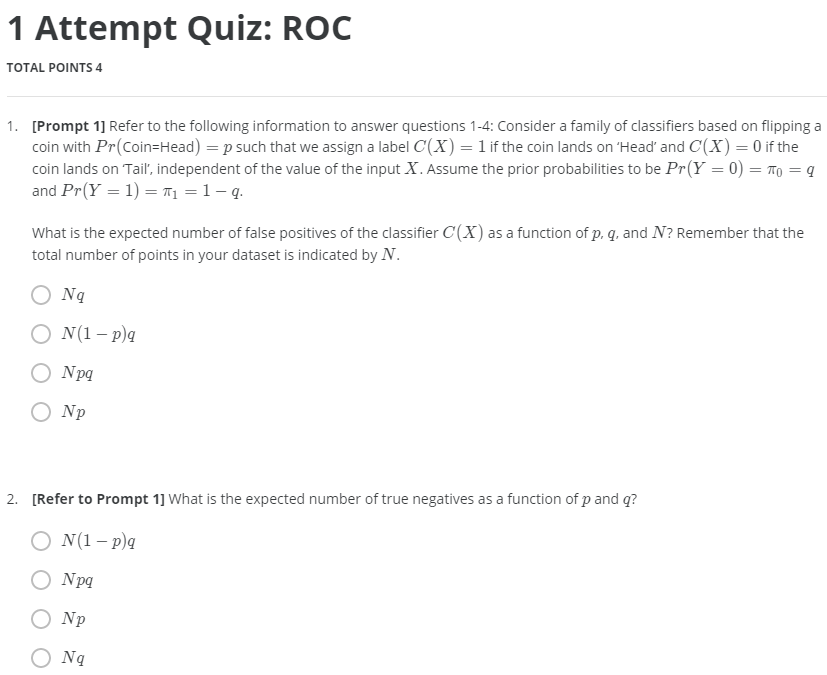 1 Attempt Quiz: ROC
TOTAL POINTS 4
1. [Prompt 1] Refer to the following information to answer questions 1-4: Consider a family of classifiers based on flipping a
coin with Pr(Coin=Head) = p such that we assign a label C(X) = 1 if the coin lands on 'Head' and C(X) = 0 if the
coin lands on 'Tail', independent of the value of the input X. Assume the prior probabilities to be Pr(Y = 0) = π₀ = q
and Pr(Y = 1) = π₁ = 1 − q.
What is the expected number of false positives of the classifier C(X) as a function of p, q, and N? Remember that the
total number of points in your dataset is indicated by N.
Nq
N(1 − p)q
Npq
Np
2. [Refer to Prompt 1] What is the expected number of true negatives as a function of p and q?
N(1 − p)q
Npq
Np
Nq